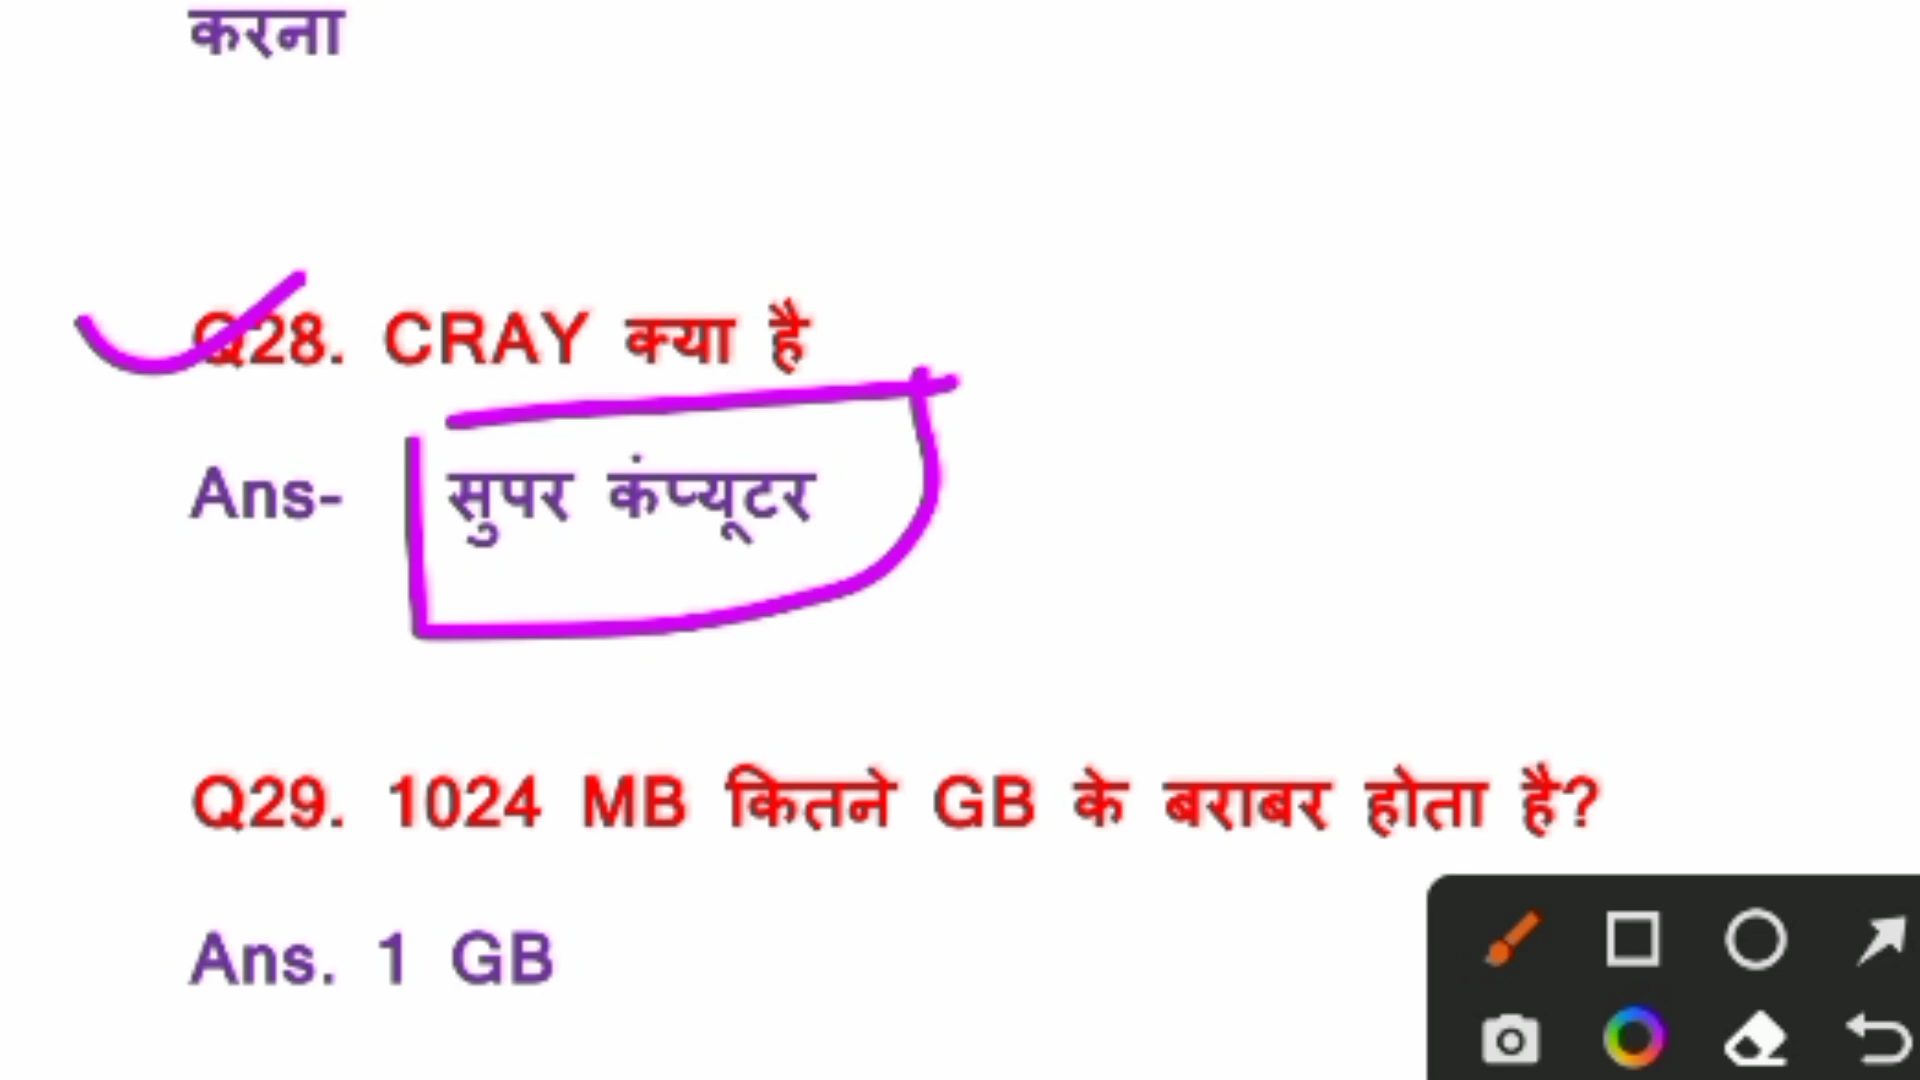 करना
Q28. CRAY क्या है
Ans- सुपर कंप्यूटर
Q29. 1024 MB कितने GB के बराबर होता है?
Ans. 1 GB